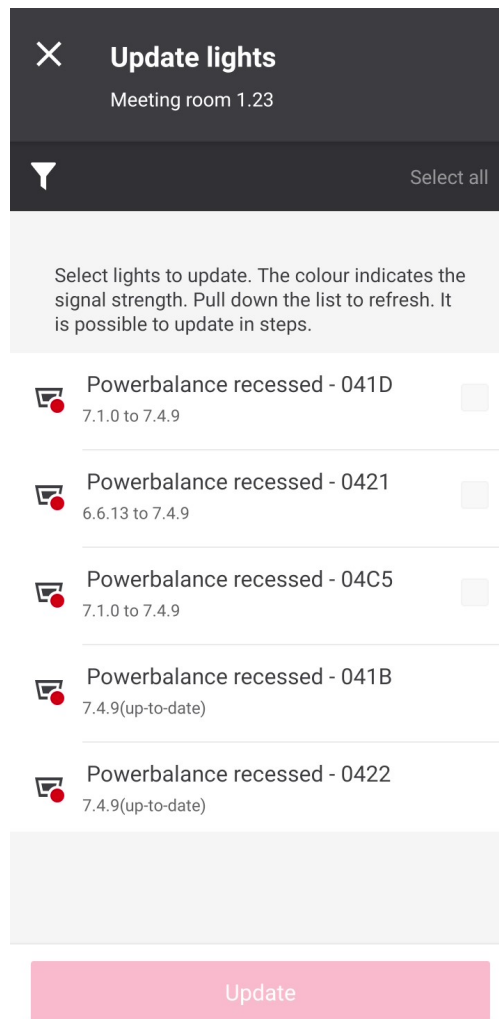 Update lights
Meeting room 1.23
Select all
Select lights to update. The colour indicates the
signal strength. Pull down the list to refresh. It
is possible to update in steps.
Powerbalance recessed - 041D
7.1.0 to 7.4.9
Powerbalance recessed - 0421
6.6.13 to 7.4.9
Powerbalance recessed - 04C5
7.1.0 to 7.4.9
Powerbalance recessed - 041B
7.4.9(up-to-date)
Powerbalance recessed - 0422
7.4.9(up-to-date)
Update